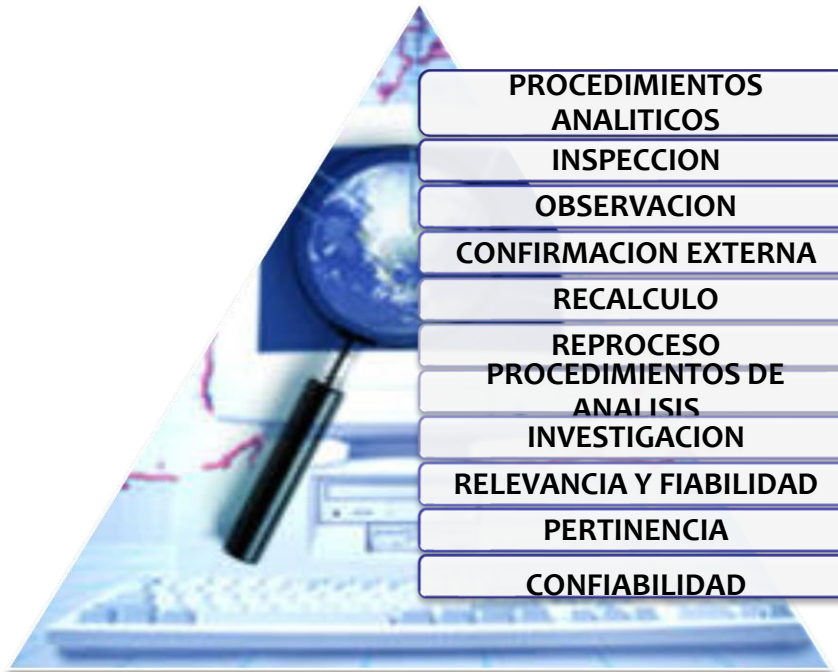 PROCEDIMIENTOS
ANALITICOS
INSPECCION
OBSERVACION
CONFIRMACION EXTERNA
RECALCULO
REPROCESO
PROCEDIMIENTOS DE
ANALISIS
INVESTIGACION
RELEVANCIA Y FIABILIDAD
PERTINENCIA
CONFIABILIDAD